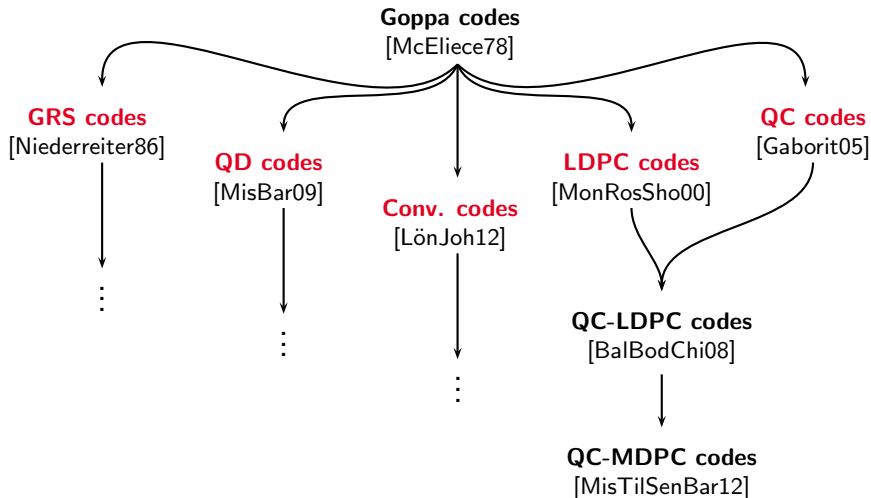 Goppa codes
[McEliece78]
GRS codes
[Niederreiter86]
QD codes
[MisBar09]
Conv. codes
[LönJoh12]
LDPC codes
[MonRosSho00]
QC codes
[Gaborit05]
⋮
⋮
⋮
QC-LDPC codes
[BalBodChi08]
QC-MDPC codes
[MisTilSenBar12]